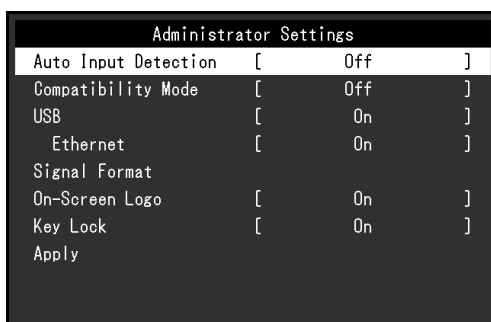 Administrator Settings
Auto Input Detection [ Off ]
Compatibility Mode [ Off ]
USB [ On ]
Ethernet [ On ]
Signal Format
On-Screen Logo [ On ]
Key Lock [ On ]
Apply